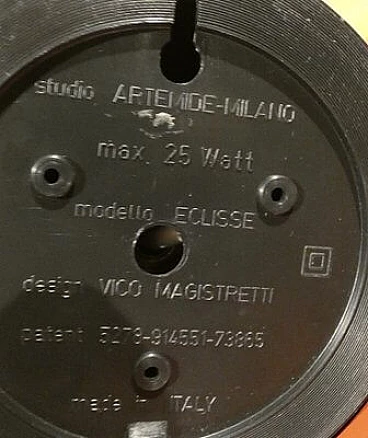 studio ARTEMIDE-MILANO
max. 25 Watt
modello ECLISSE
design VICO MAGISTRETTI
patent 5278-914551-73865
made in ITALY